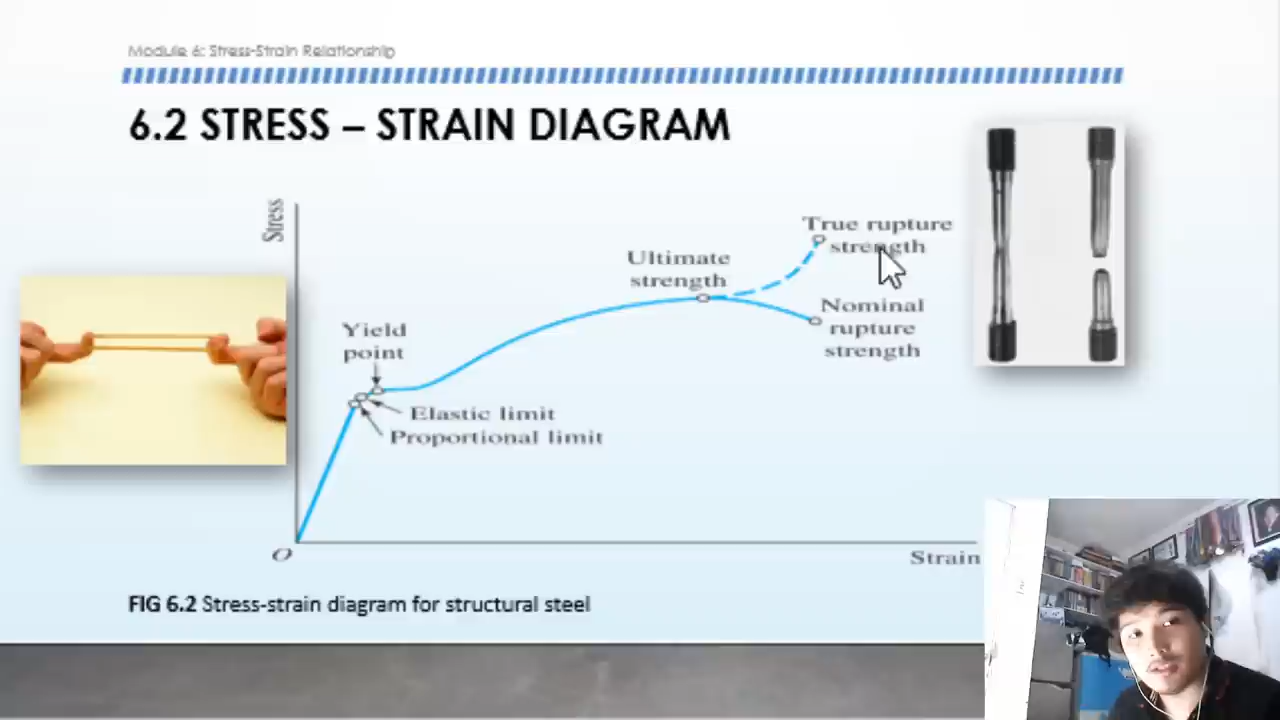 Module 6: Stress-Strain Relationship
6.2 STRESS – STRAIN DIAGRAM
Stress
True rupture
strength
Ultimate
strength
Nominal
rupture
strength
Yield
point
Elastic limit
Proportional limit
O
Strain
FIG 6.2 Stress-strain diagram for structural steel